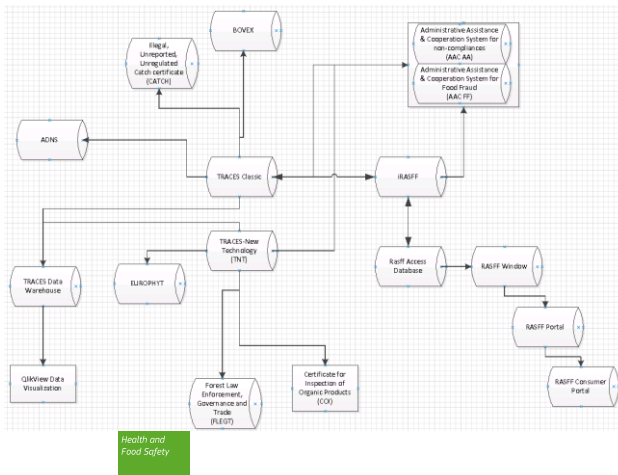 BOVEX
Illegal,
Unreported,
Unregulated
Catch certificate
(CATCH)
Administrative Assistance
& Cooperation System for
non-compliances
(AAC AA)
Administrative Assistance
& Cooperation System for
Food Fraud
(AAC FF)
ADNS
TRACES Classic
iRASFF
TRACES-New
Technology
(TNT)
Rasff Access
Database
RASFF Window
TRACES Data
Warehouse
EUROPHYT
RASFF Portal
QlikView Data
Visualization
Forest Law
Enforcement,
Governance and
Trade
(FLEGT)
Certificate for
Inspection of
Organic Products
(COI)
RASFF Consumer
Portal
Health and
Food Safety